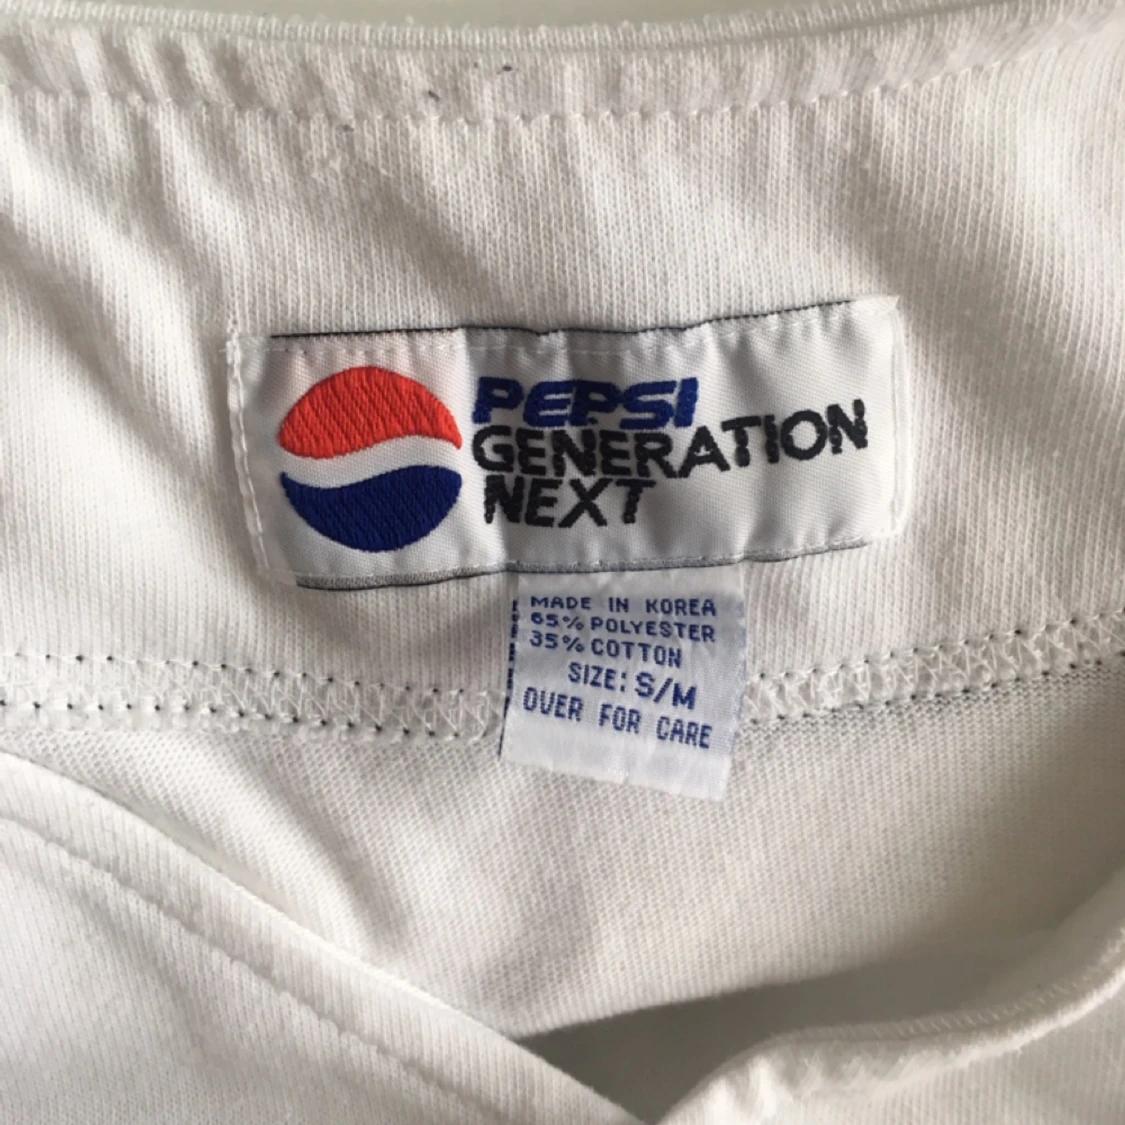 PEPSI
GENERATION
NEXT
MADE IN KOREA
65% POLYESTER
35% COTTON
SIZE: S/M
OVER FOR CARE